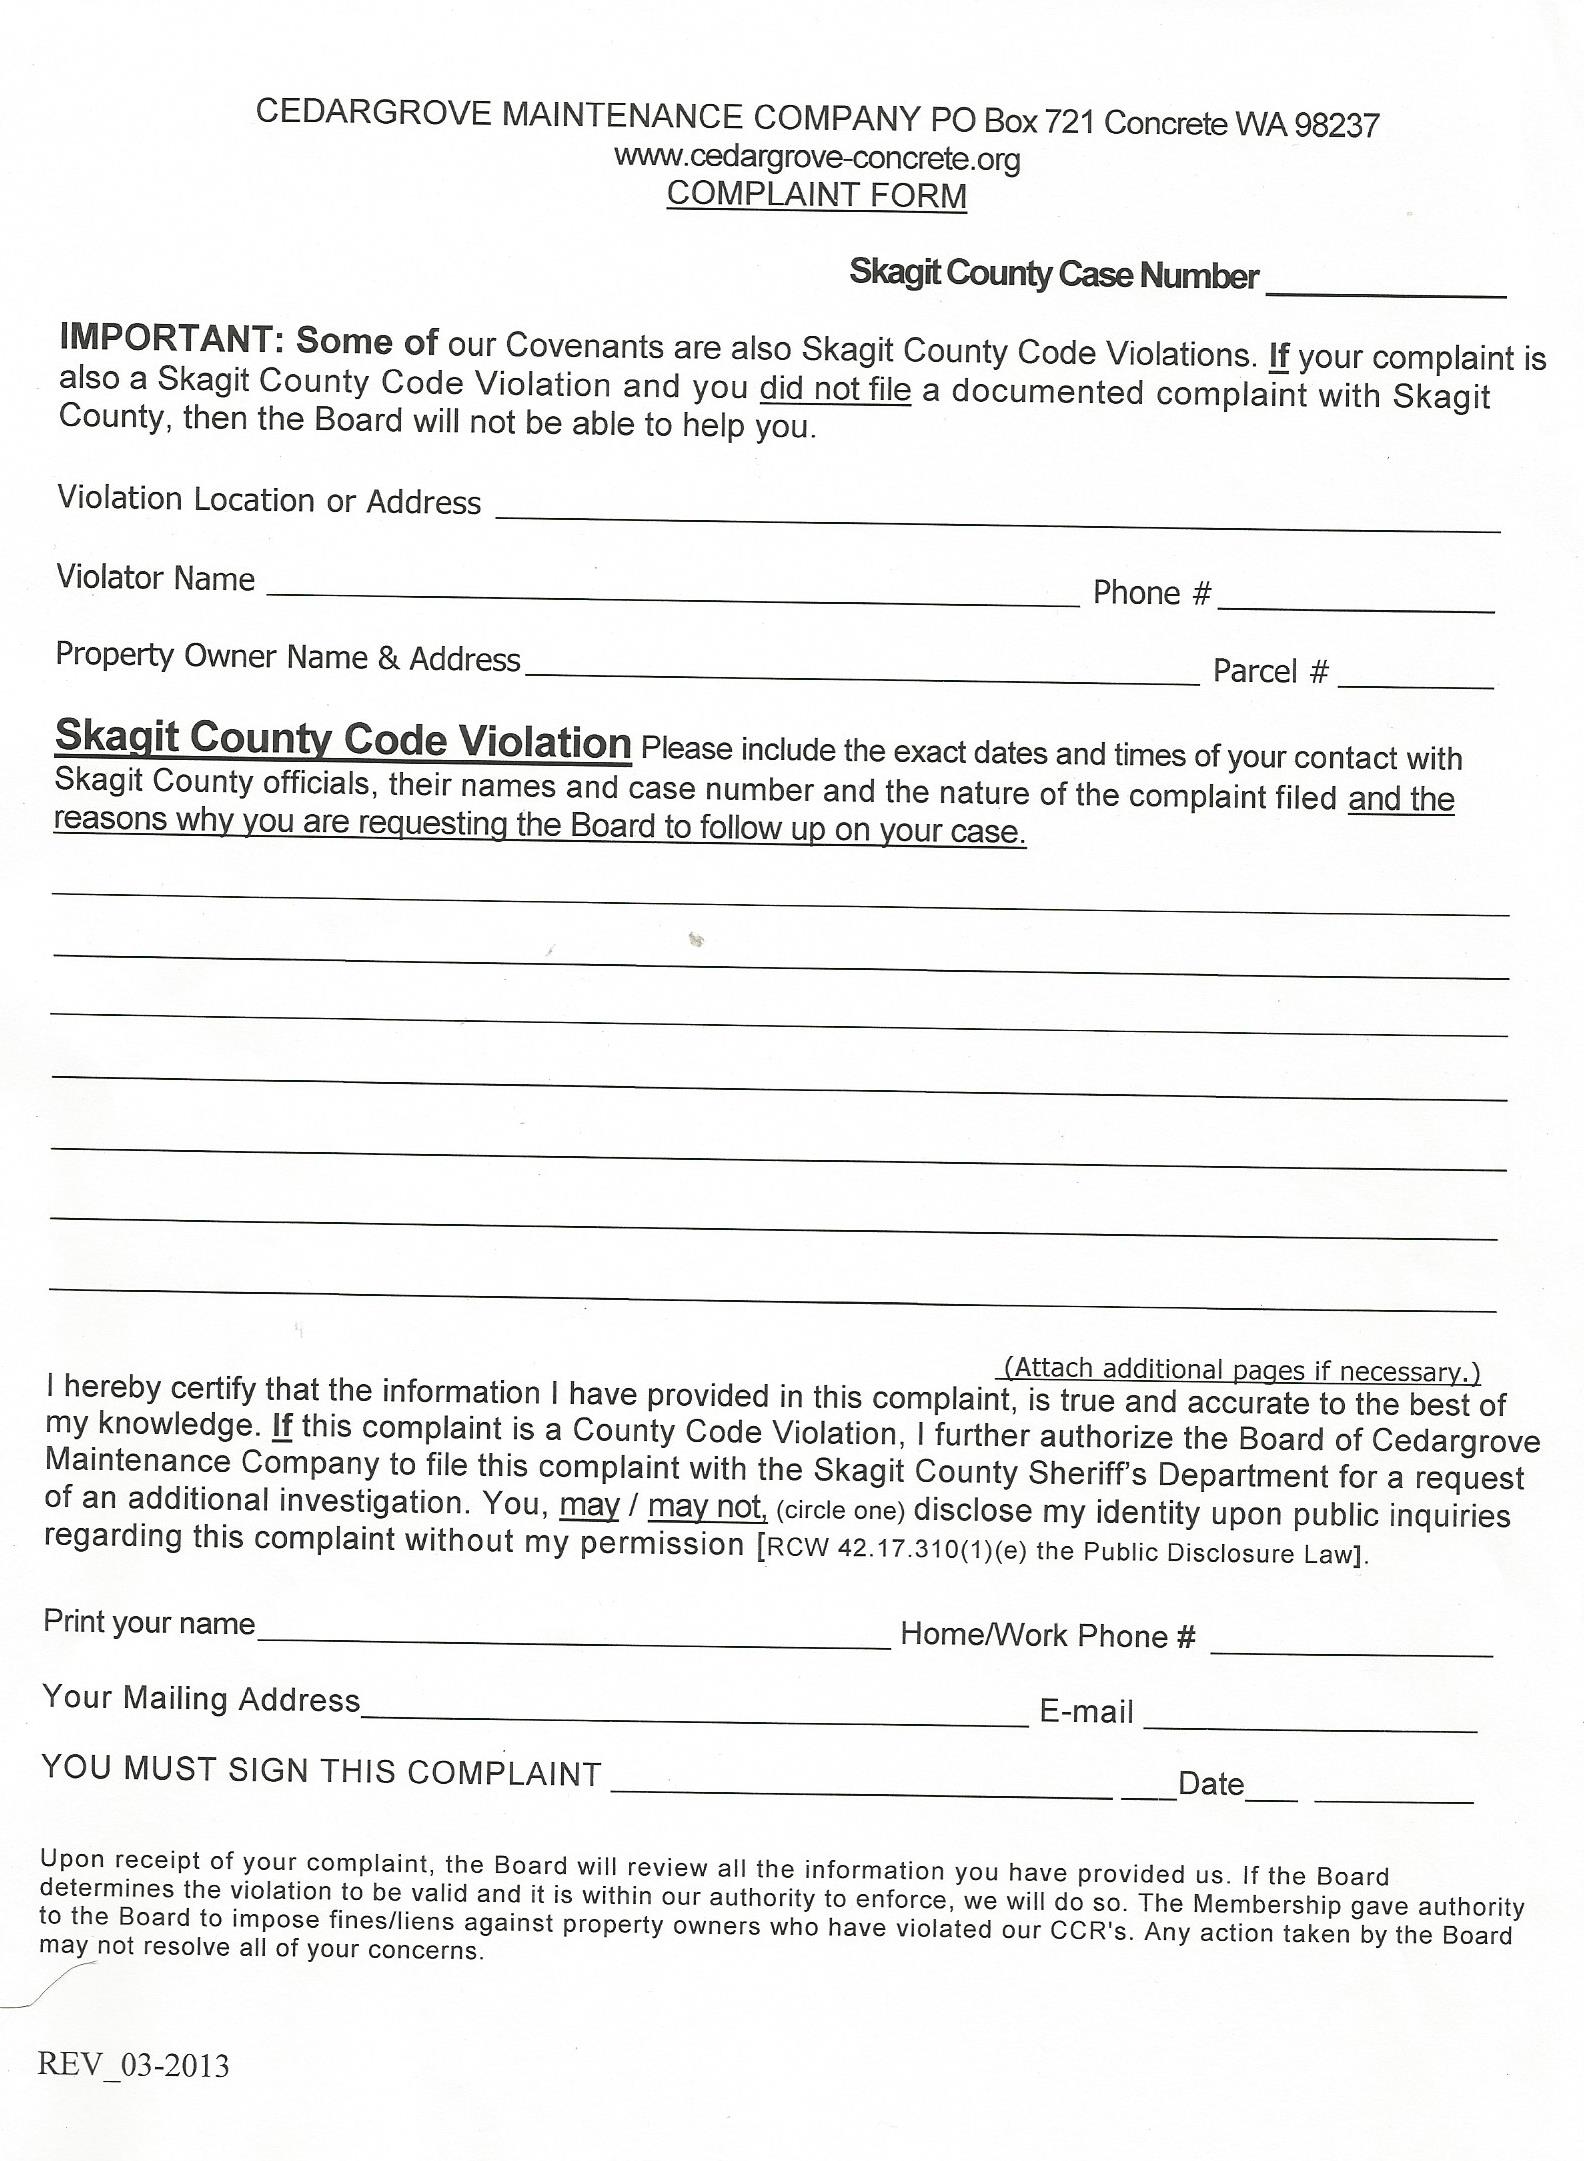 CEDARGROVE MAINTENANCE COMPANY PO Box 721 Concrete WA 98237
www.cedargrove-concrete.org
COMPLAINT FORM
Skagit County Case Number
IMPORTANT: Some of our Covenants are also Skagit County Code Violations. If your complaint is
also a Skagit County Code Violation and you did not file a documented complaint with Skagit
County, then the Board will not be able to help you.
Violation Location or Address
Violator Name Phone #
Property Owner Name & Address Parcel #
Skagit County Code Violation Please include the exact dates and times of your contact with
Skagit County officials, their names and case number and the nature of the complaint filed and the
reasons why you are requesting the Board to follow up on your case.
(Attach additional pages if necessary.)
I hereby certify that the information I have provided in this complaint, is true and accurate to the best of
my knowledge. If this complaint is a County Code Violation, I further authorize the Board of Cedargrove
Maintenance Company to file this complaint with the Skagit County Sheriff's Department for a request
of an additional investigation. You, may / may not, (circle one) disclose my identity upon public inquiries
regarding this complaint without my permission [RCW 42.17.310(1)(e) the Public Disclosure Law].
Print your name Home/Work Phone #
Your Mailing Address E-mail
YOU MUST SIGN THIS COMPLAINT Date
Upon receipt of your complaint, the Board will review all the information you have provided us. If the Board
determines the violation to be valid and it is within our authority to enforce, we will do so. The Membership gave authority
to the Board to impose fines/liens against property owners who have violated our CCR's. Any action taken by the Board
may not resolve all of your concerns.
REV_03-2013